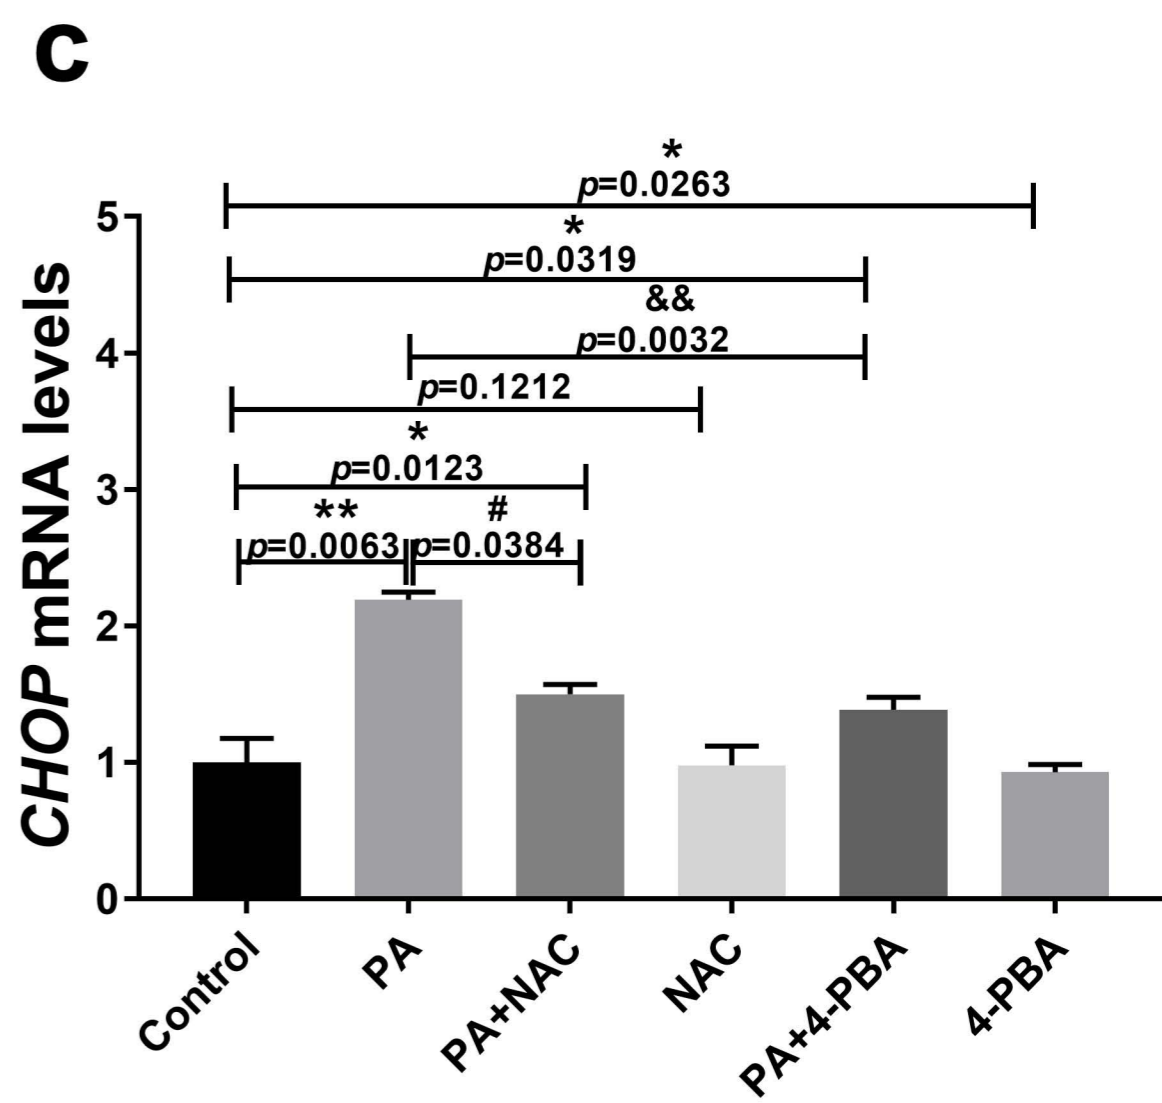 C
*
p=0.0263
*
p=0.0319
&&
p=0.0032
p=0.1212
*
p=0.0123
** #
p=0.0063 p=0.0384
CHOP mRNA levels
5
4
3
2
1
0
Control PA PA+NAC NAC PA+4-PBA 4-PBA